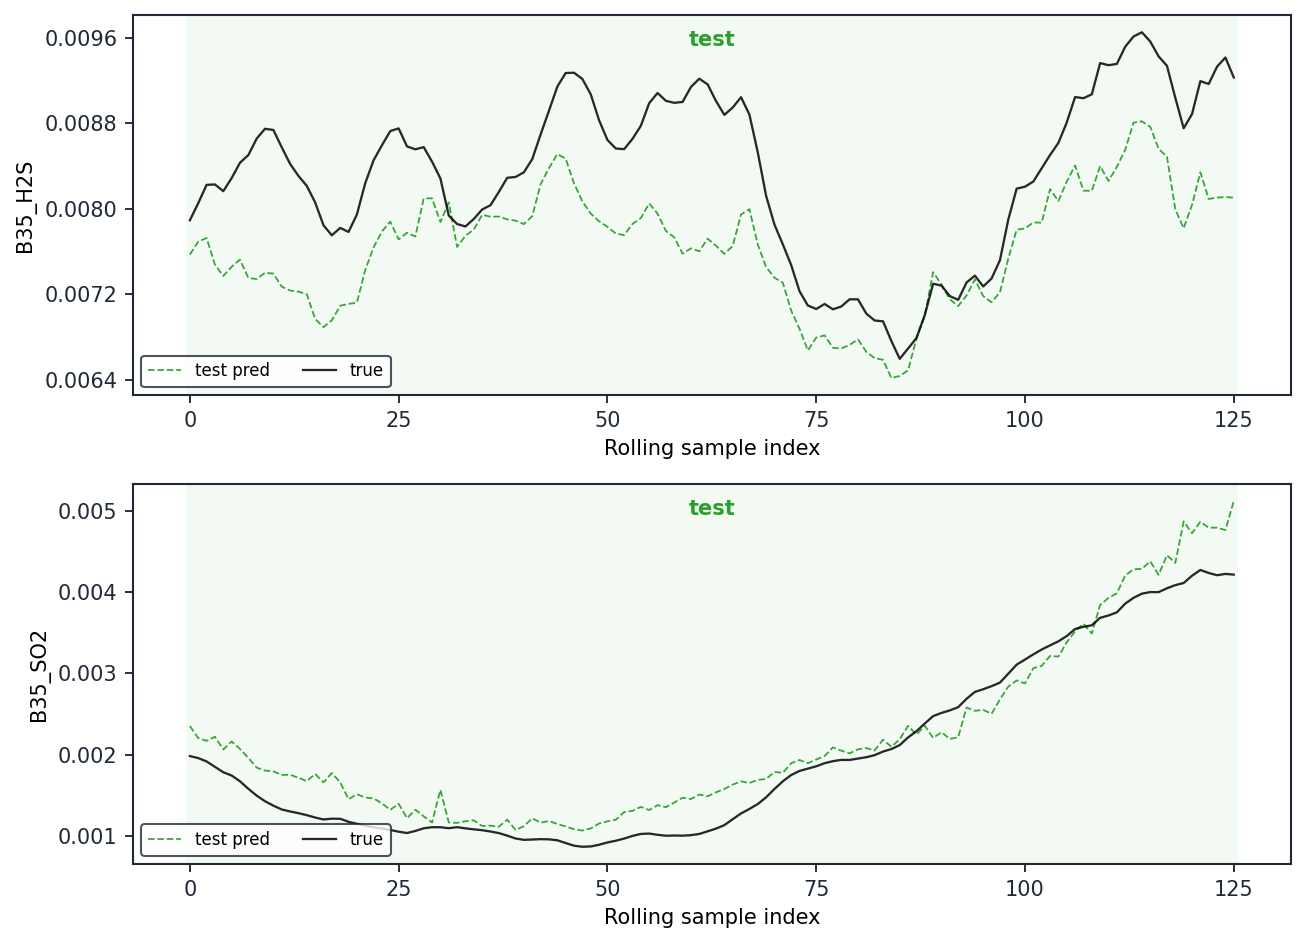 test
B35_H2S
0.0096
0.0088
0.0080
0.0072
0.0064
test pred
true
0 25 50 75 100 125
Rolling sample index
test
B35_SO2
0.005
0.004
0.003
0.002
0.001
test pred
true
0 25 50 75 100 125
Rolling sample index